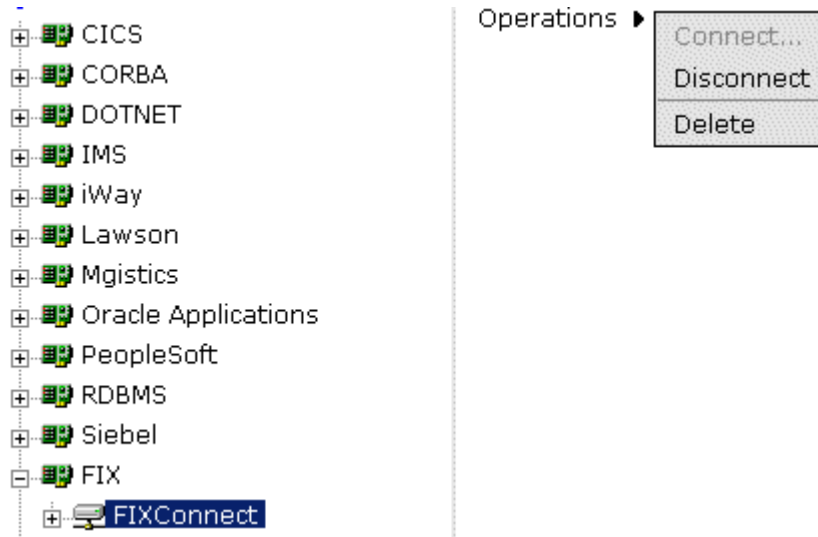 CICS
CORBA
DOTNET
IMS
iWay
Lawson
Mgistics
Oracle Applications
PeopleSoft
RDBMS
Siebel
FIX
FIXConnect
Operations
Connect...
Disconnect
Delete